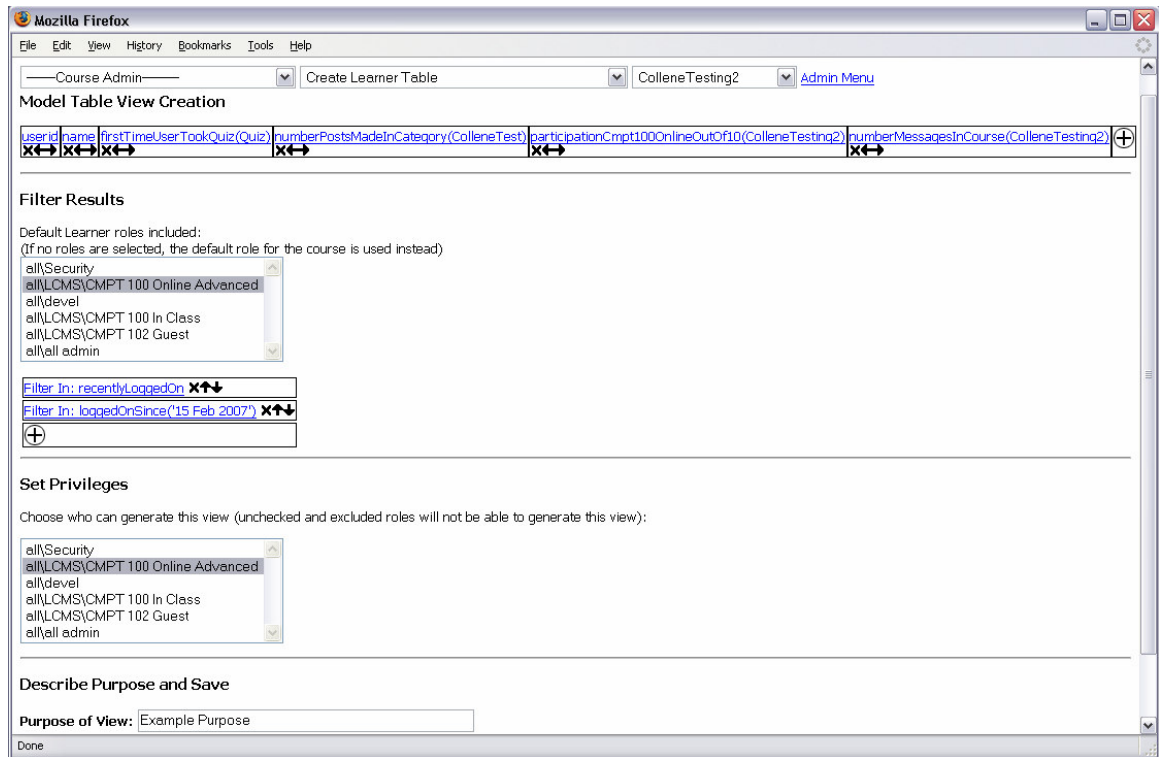 Mozilla Firefox
File Edit View History Bookmarks Tools Help
——Course Admin—— Create Learner Table ColleneTesting2 Admin Menu
Model Table View Creation
userid name firstTimeUserTookQuiz(Quiz) numberPostsMadeInCategory(ColleneTest) participationCmpt100OnlineOutOf10(ColleneTesting2) numberMessagesInCourse(ColleneTesting2)
Filter Results
Default Learner roles included:
(If no roles are selected, the default role for the course is used instead)
all\Security
all\LCMS\CMPT 100 Online Advanced
all\devel
all\LCMS\CMPT 100 In Class
all\LCMS\CMPT 102 Guest
all\all admin
Filter In: recentlyLoggedOn
Filter In: loggedOnSince('15 Feb 2007')
Set Privileges
Choose who can generate this view (unchecked and excluded roles will not be able to generate this view):
all\Security
all\LCMS\CMPT 100 Online Advanced
all\devel
all\LCMS\CMPT 100 In Class
all\LCMS\CMPT 102 Guest
all\all admin
Describe Purpose and Save
Purpose of View: Example Purpose
Done